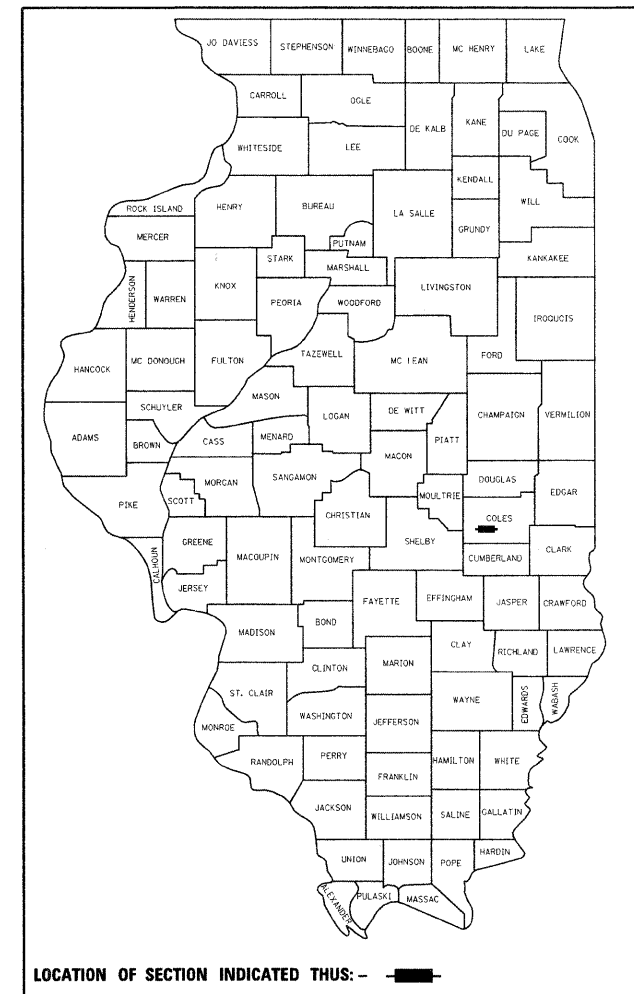 JO DAVIESS STEPHENSON WINNEBAGO BOONE MC HENRY LAKE
CARROLL OGLE DE KALB KANE DU PAGE COOK
WHITESIDE LEE KENDALL WILL
ROCK ISLAND HENRY BUREAU LA SALLE GRUNDY
MERCER PUTNAM KANKAKEE
STARK MARSHALL
HENDERSON WARREN KNOX PEORIA WOODFORD LIVINGSTON IROQUOIS
HANCOCK MC DONOUGH FULTON TAZEWELL MC LEAN FORD
SCHUYLER MASON LOGAN DE WITT CHAMPAIGN VERMILION
ADAMS BROWN CASS MENARD MACON PIATT
PIKE SCOTT MORGAN SANGAMON CHRISTIAN MOULTRIE DOUGLAS EDGAR
COLES
CALHOUN GREENE MACOUPIN MONTGOMERY SHELBY CUMBERLAND CLARK
JERSEY FAYETTE EFFINGHAM JASPER CRAWFORD
MADISON BOND
CLINTON MARION CLAY RICHLAND LAWRENCE
ST. CLAIR WASHINGTON JEFFERSON WAYNE EDWARDS WABASH
MONROE
RANDOLPH PERRY FRANKLIN HAMILTON WHITE
JACKSON WILLIAMSON SALINE GALLATIN
UNION JOHNSON POPE HARDIN
ALEXANDER PULASKI MASSAC
LOCATION OF SECTION INDICATED THUS: –